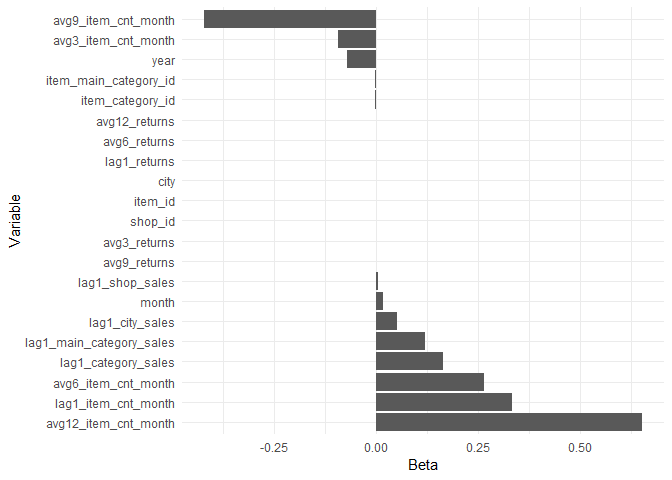 avg9_item_cnt_month
avg3_item_cnt_month
year
item_main_category_id
item_category_id
avg12_returns
avg6_returns
lag1_returns
city
item_id
shop_id
avg3_returns
avg9_returns
lag1_shop_sales
month
lag1_city_sales
lag1_main_category_sales
lag1_category_sales
avg6_item_cnt_month
lag1_item_cnt_month
avg12_item_cnt_month
Variable
-0.25 0.00 0.25 0.50
Beta